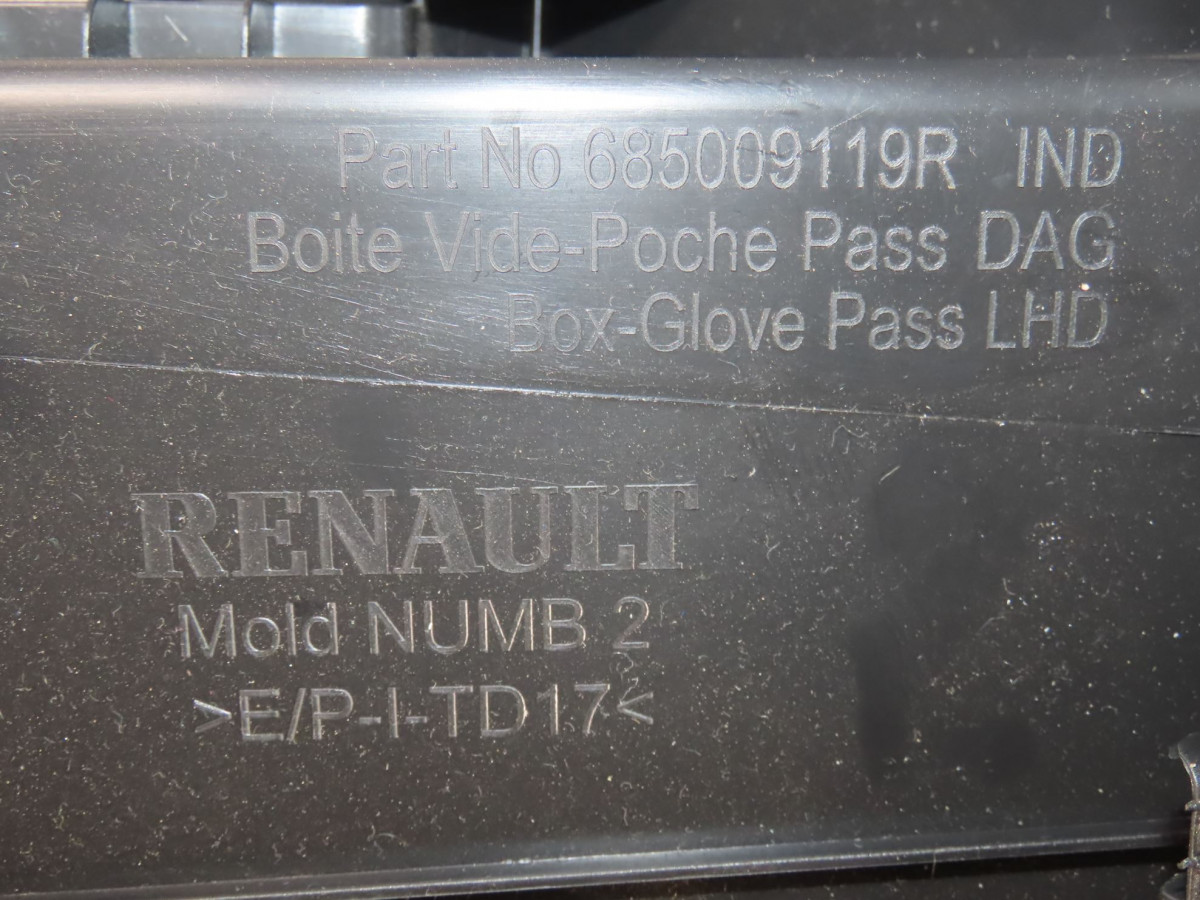 Part No 685009119R IND
Boite Vide-Poche Pass DAG
Box-Glove Pass LHD
RENAULT
Mold NUMB 2
>E/P-I-TD17<